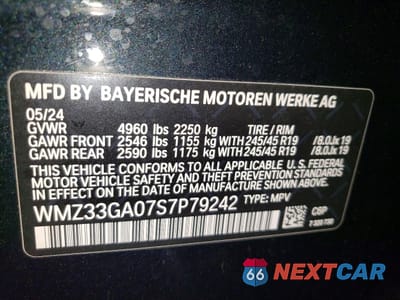 MFD BY BAYERISCHE MOTOREN WERKE AG
05/24
GVWR 4960 lbs 2250 kg TIRE / RIM
GAWR FRONT 2546 lbs 1155 kg WITH 245/45 R19 / 8.0Jx19
GAWR REAR 2590 lbs 1175 kg WITH 245/45 R19 / 8.0Jx19
THIS VEHICLE CONFORMS TO ALL APPLICABLE
FEDERAL MOTOR VEHICLE SAFETY, BUMPER
AND THEFT PREVENTION STANDARDS IN EFFECT
ON THE DATE OF MANUFACTURE SHOWN ABOVE.
WMZ33GA07S7P79242 TYPE: MPV
C6P
66 NEXTCAR